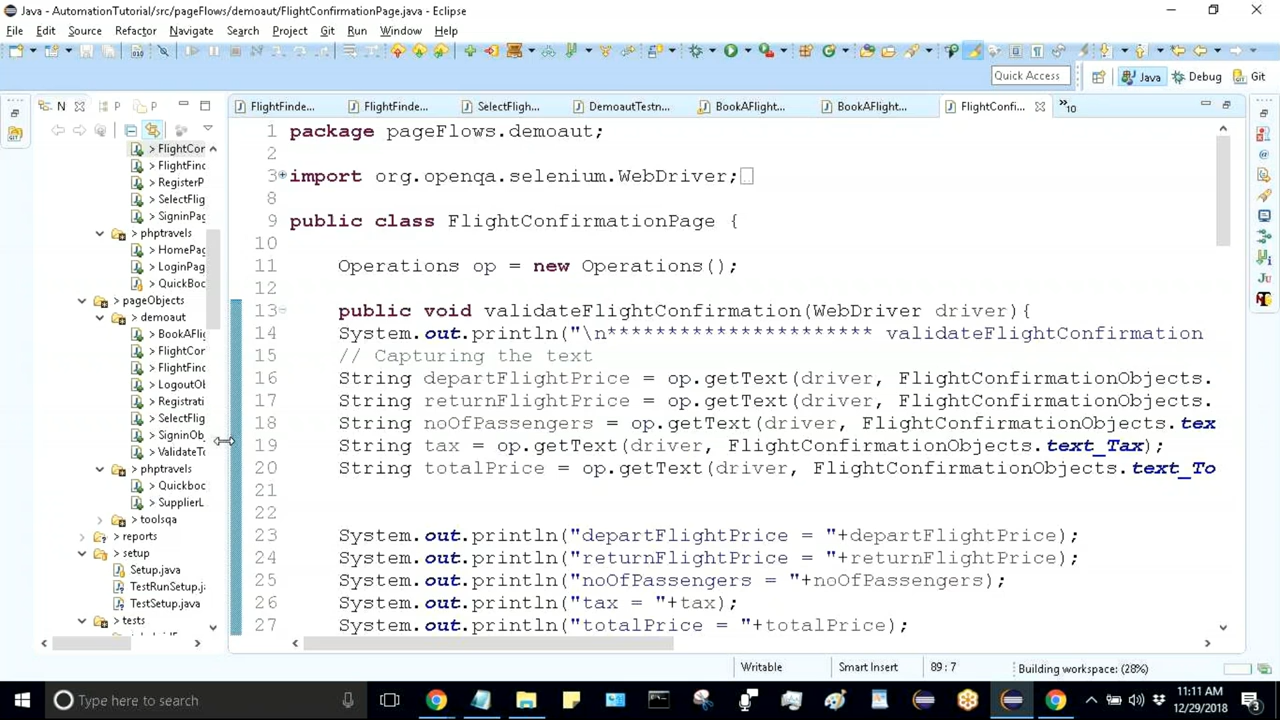 Java - AutomationTutorial/src/pageFlows/demoaut/FlightConfirmationPage.java - Eclipse
File Edit Source Refactor Navigate Search Project Git Run Window Help
Quick Access Java Debug Git
N P P
FlightFinde... FlightFinde... SelectFligh... DemoautTestn... BookAFlight... BookAFlight... FlightConfi... »10
> FlightCor
> FlightFinc
> RegisterP
> SelectFlig
> SigninPag
> phptravels
> HomePag
> LoginPag
> QuickBoc
> pageObjects
> demoaut
> BookAFli
> FlightCor
> FlightFinc
> LogoutOb
> Registrati
> SelectFlig
> SigninOb
> ValidateTo
> phptravels
> Quickboc
> SupplierL
> toolsqa
> reports
> setup
Setup.java
TestRunSetup.ja
TestSetup.java
> tests
1 package pageFlows.demoaut;
2
3 import org.openqa.selenium.WebDriver;
8
9 public class FlightConfirmationPage {
10
11 Operations op = new Operations();
12
13 public void validateFlightConfirmation(WebDriver driver){
14 System.out.println("\n********************** validateFlightConfirmation
15 // Capturing the text
16 String departFlightPrice = op.getText(driver, FlightConfirmationObjects.
17 String returnFlightPrice = op.getText(driver, FlightConfirmationObjects.
18 String noOfPassengers = op.getText(driver, FlightConfirmationObjects.tex
19 String tax = op.getText(driver, FlightConfirmationObjects.text_Tax);
20 String totalPrice = op.getText(driver, FlightConfirmationObjects.text_To
21
22
23 System.out.println("departFlightPrice = "+departFlightPrice);
24 System.out.println("returnFlightPrice = "+returnFlightPrice);
25 System.out.println("noOfPassengers = "+noOfPassengers);
26 System.out.println("tax = "+tax);
27 System.out.println("totalPrice = "+totalPrice);
Writable Smart Insert 89 : 7 Building workspace: (28%)
Type here to search
11:11 AM
12/29/2018
3